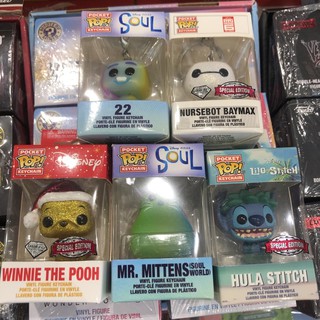 POCKET
POP!
KEYCHAIN
SOUL
22
VINYL FIGURE KEYCHAIN
PORTE-CLÉ FIGURINE EN VINYLE
LLAVERO CON FIGURA DE PLÁSTICO
POCKET
POP!
KEYCHAIN
SPECIAL EDITION
NURSEBOT BAYMAX
VINYL FIGURE KEYCHAIN
PORTE-CLÉ FIGURINE EN VINYLE
LLAVERO CON FIGURA DE PLÁSTICO
POCKET
POP!
KEYCHAIN
Disney
SPECIAL EDITION
WINNIE THE POOH
VINYL FIGURE KEYCHAIN
PORTE-CLÉ FIGURINE EN VINYLE
LLAVERO CON FIGURA DE PLÁSTICO
POCKET
POP!
KEYCHAIN
SOUL
MR. MITTENS (SOUL WORLD)
VINYL FIGURE KEYCHAIN
PORTE-CLÉ FIGURINE EN VINYLE
LLAVERO CON FIGURA DE PLÁSTICO
POCKET
POP!
KEYCHAIN
Lilo & Stitch
SPECIAL EDITION
HULA STITCH
VINYL FIGURE KEYCHAIN
PORTE-CLÉ FIGURINE EN VINYLE
LLAVERO CON FIGURA DE PLÁSTICO